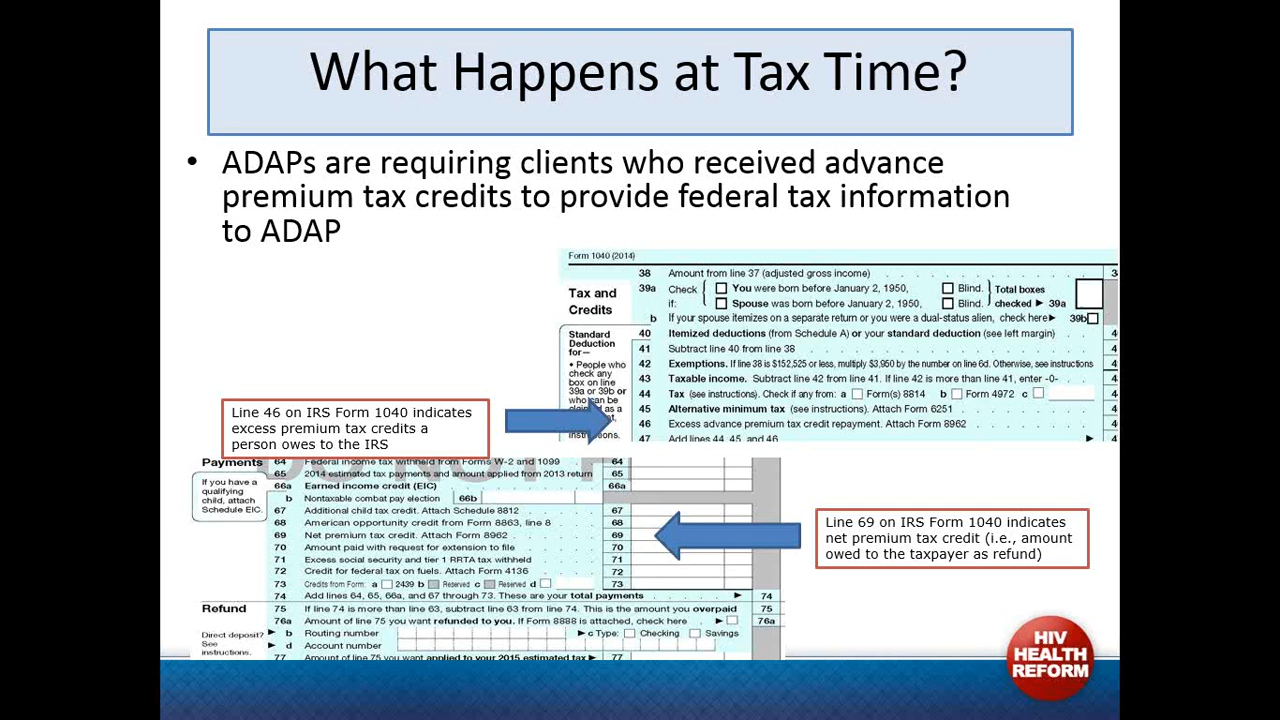 What Happens at Tax Time?
• ADAPs are requiring clients who received advance
premium tax credits to provide federal tax information
to ADAP
Form 1040 (2014)
38 Amount from line 37 (adjusted gross income)
Tax and
Credits
39a Check if: You were born before January 2, 1950, Blind. Total boxes
Spouse was born before January 2, 1950, Blind. checked ▶ 39a
b If your spouse itemizes on a separate return or you were a dual-status alien, check here▶ 39b
Standard
Deduction
for—
• People who
check any
box on line
39a or 39b or
40 Itemized deductions (from Schedule A) or your standard deduction (see left margin)
41 Subtract line 40 from line 38
42 Exemptions. If line 38 is $152,525 or less, multiply $3,950 by the number on line 6d. Otherwise, see instructions
43 Taxable income. Subtract line 42 from line 41. If line 42 is more than line 41, enter -0-
44 Tax (see instructions). Check if any from: a Form(s) 8814 b Form 4972 c
45 Alternative minimum tax (see instructions). Attach Form 6251
46 Excess advance premium tax credit repayment. Attach Form 8962
47 Add lines 44, 45, and 46 ▶
Line 46 on IRS Form 1040 indicates
excess premium tax credits a
person owes to the IRS
Payments
If you have a
qualifying
child, attach
Schedule EIC.
64 Federal income tax withheld from Forms W-2 and 1099 64
65 2014 estimated tax payments and amount applied from 2013 return 65
66a Earned income credit (EIC) 66a
b Nontaxable combat pay election 66b
67 Additional child tax credit. Attach Schedule 8812 67
68 American opportunity credit from Form 8863, line 8 68
69 Net premium tax credit. Attach Form 8962 69
70 Amount paid with request for extension to file 70
71 Excess social security and tier 1 RRTA tax withheld 71
72 Credit for federal tax on fuels. Attach Form 4136 72
73 Credits from Form: a 2439 b Reserved c Reserved d 73
74 Add lines 64, 65, 66a, and 67 through 73. These are your total payments ▶ 74
Line 69 on IRS Form 1040 indicates
net premium tax credit (i.e., amount
owed to the taxpayer as refund)
Refund
75 If line 74 is more than line 63, subtract line 63 from line 74. This is the amount you overpaid 75
76a Amount of line 75 you want refunded to you. If Form 8888 is attached, check here ▶ 76a
Direct deposit?
See
instructions.
▶ b Routing number ▶ c Type: Checking Savings
▶ d Account number
77 Amount of line 75 you want applied to your 2015 estimated tax ▶ 77
HIV
HEALTH
REFORM